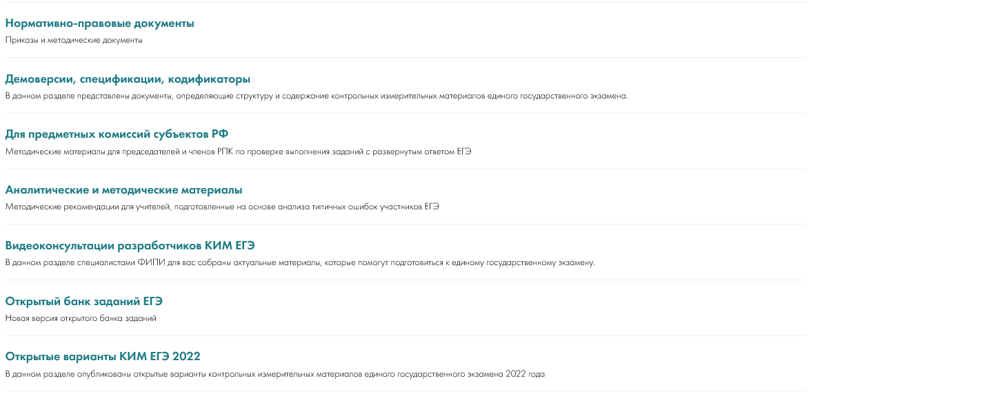 Нормативно-правовые документы
Приказы и методические документы
Демоверсии, спецификации, кодификаторы
В данном разделе представлены документы, определяющие структуру и содержание контрольных измерительных материалов единого государственного экзамена.
Для предметных комиссий субъектов РФ
Методические материалы для председателей и членов РПК по проверке выполнения заданий с развернутым ответом ЕГЭ
Аналитические и методические материалы
Методические рекомендации для учителей, подготовленные на основе анализа типичных ошибок участников ЕГЭ
Видеоконсультации разработчиков КИМ ЕГЭ
В данном разделе специалистами ФИПИ для вас собраны актуальные материалы, которые помогут подготовиться к единому государственному экзамену.
Открытый банк заданий ЕГЭ
Новая версия открытого банка заданий
Открытые варианты КИМ ЕГЭ 2022
В данном разделе опубликованы открытые варианты контрольных измерительных материалов единого государственного экзамена 2022 года